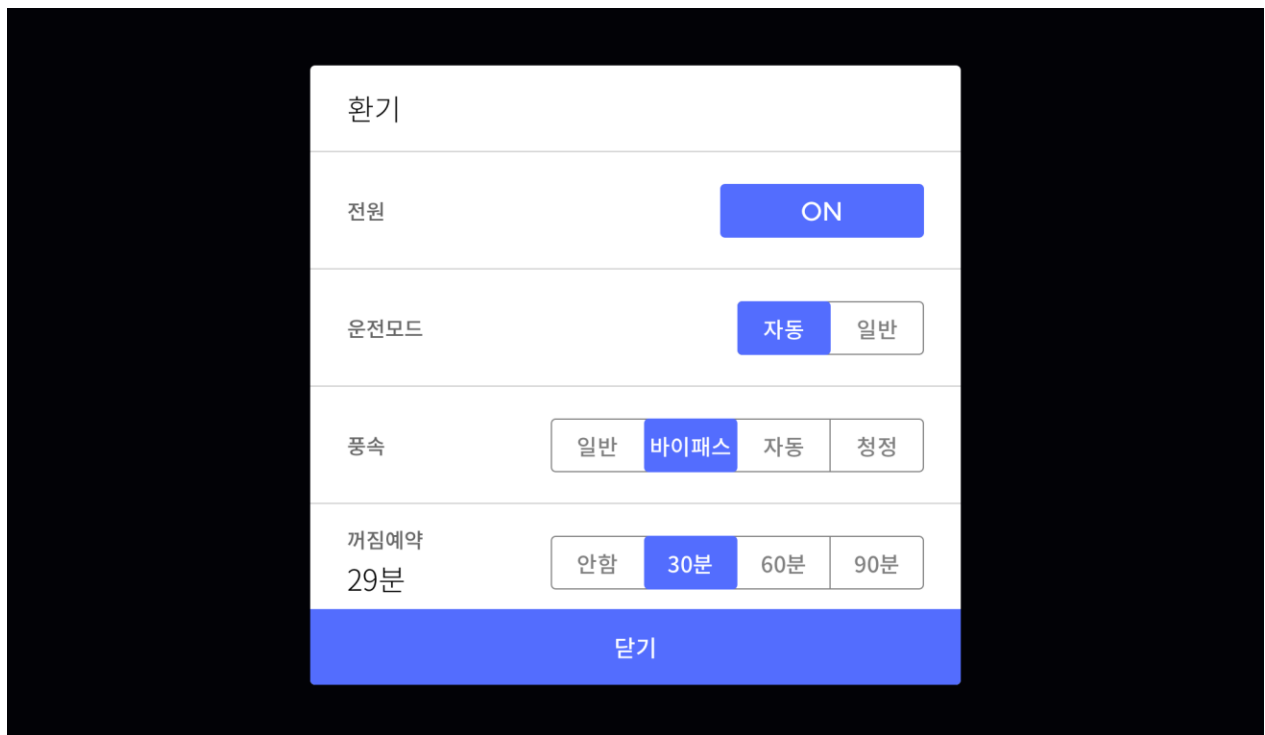 환기
전원 ON
운전모드 자동 일반
풍속 일반 바이패스 자동 청정
꺼짐예약
29분 안함 30분 60분 90분
닫기